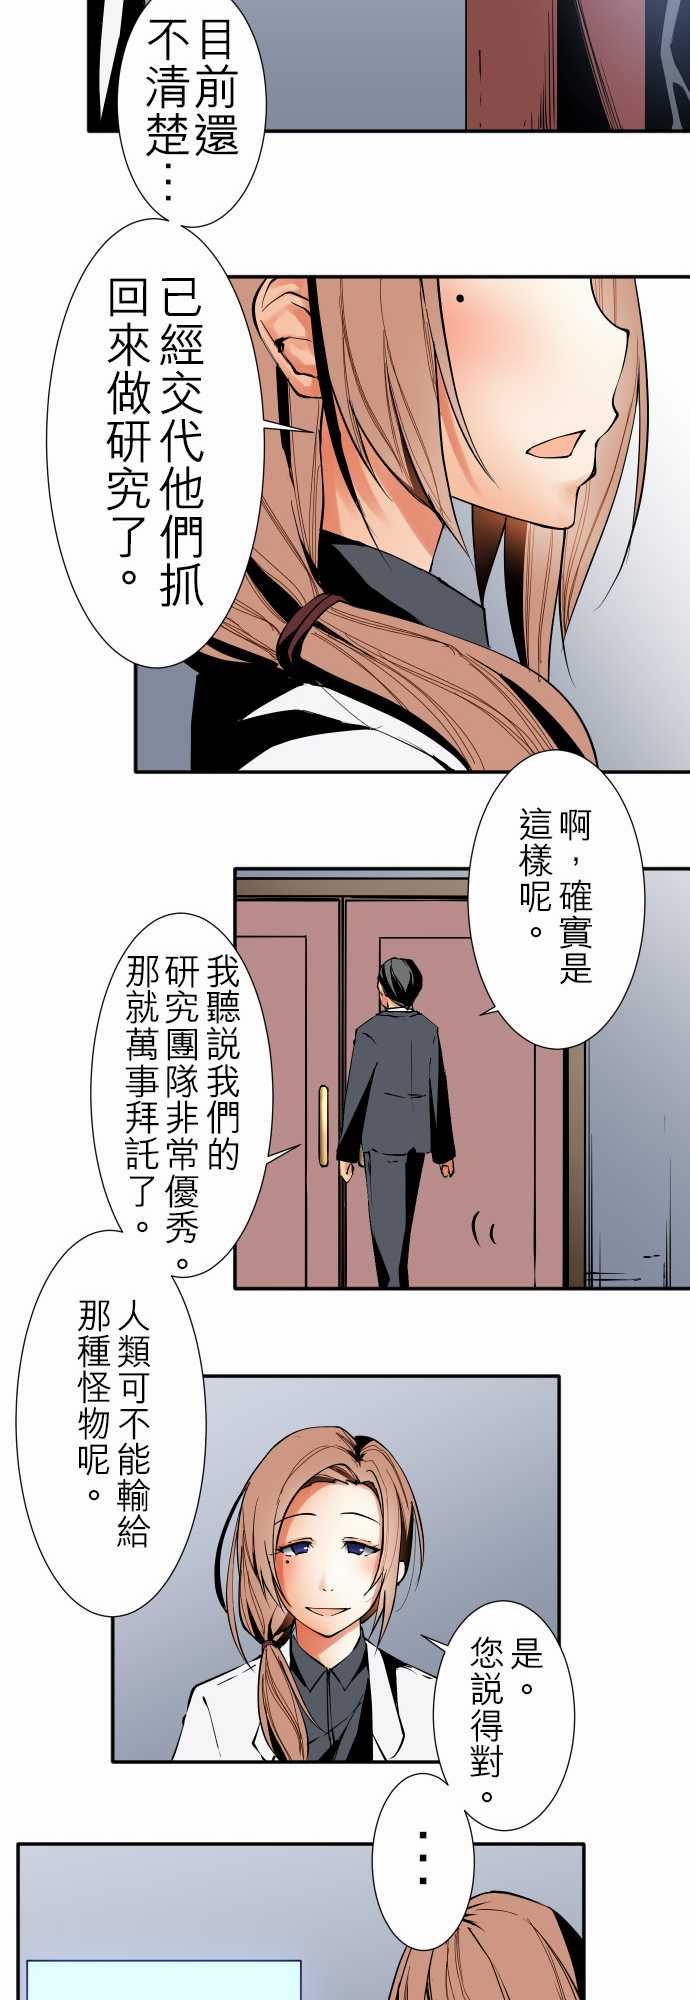 目前還
不清楚…
已經交代他們抓
回來做研究了。
啊，確實是
這樣呢。
我聽説我們的
研究團隊非常優秀。
那就萬事拜託了。
人類可不能輸給
那種怪物呢。
是。
您説得對。
…